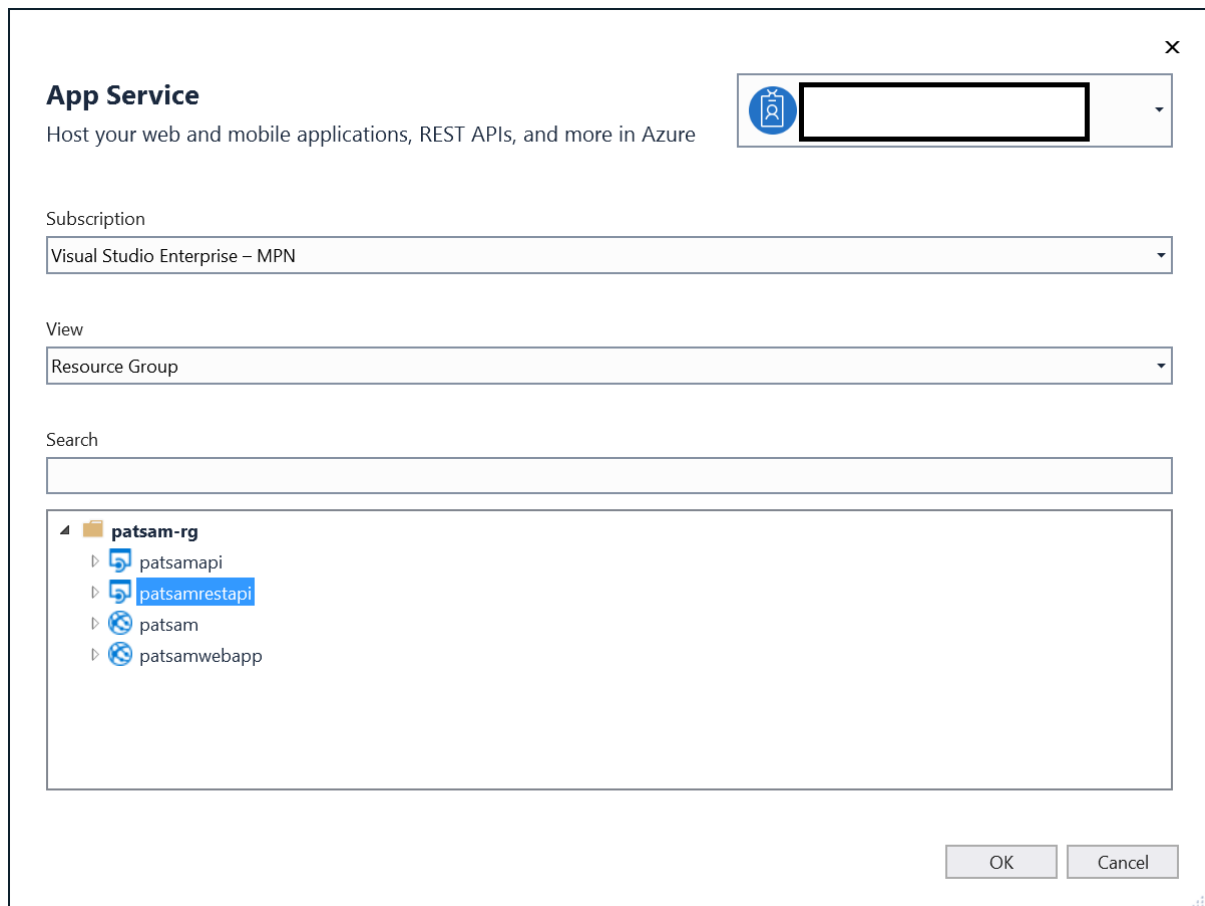 App Service
Host your web and mobile applications, REST APIs, and more in Azure
Subscription
Visual Studio Enterprise – MPN
View
Resource Group
Search
patsam-rg
patsamapi
patsamrestapi
patsam
patsamwebapp
OK
Cancel